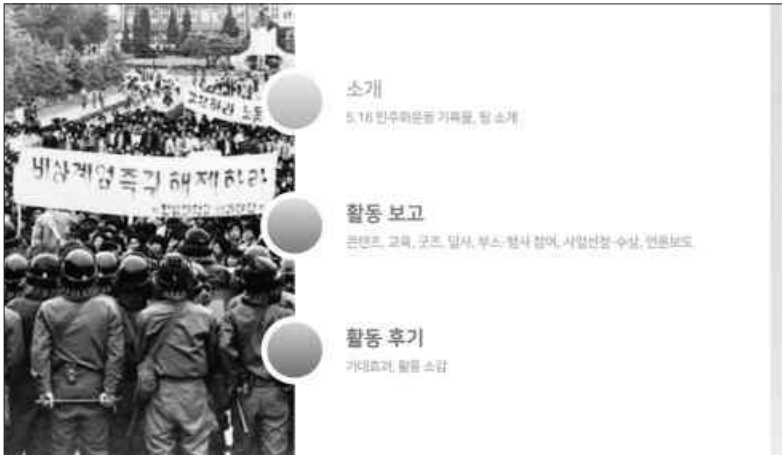 교 노동
비상계엄 즉각 해제하라
소개
5.18 민주화운동 기록물, 팀 소개
활동 보고
콘텐츠, 교육, 굿즈, 답사, 부스·행사 참여, 사업선정·수상, 언론보도
활동 후기
기대효과, 활동 소감